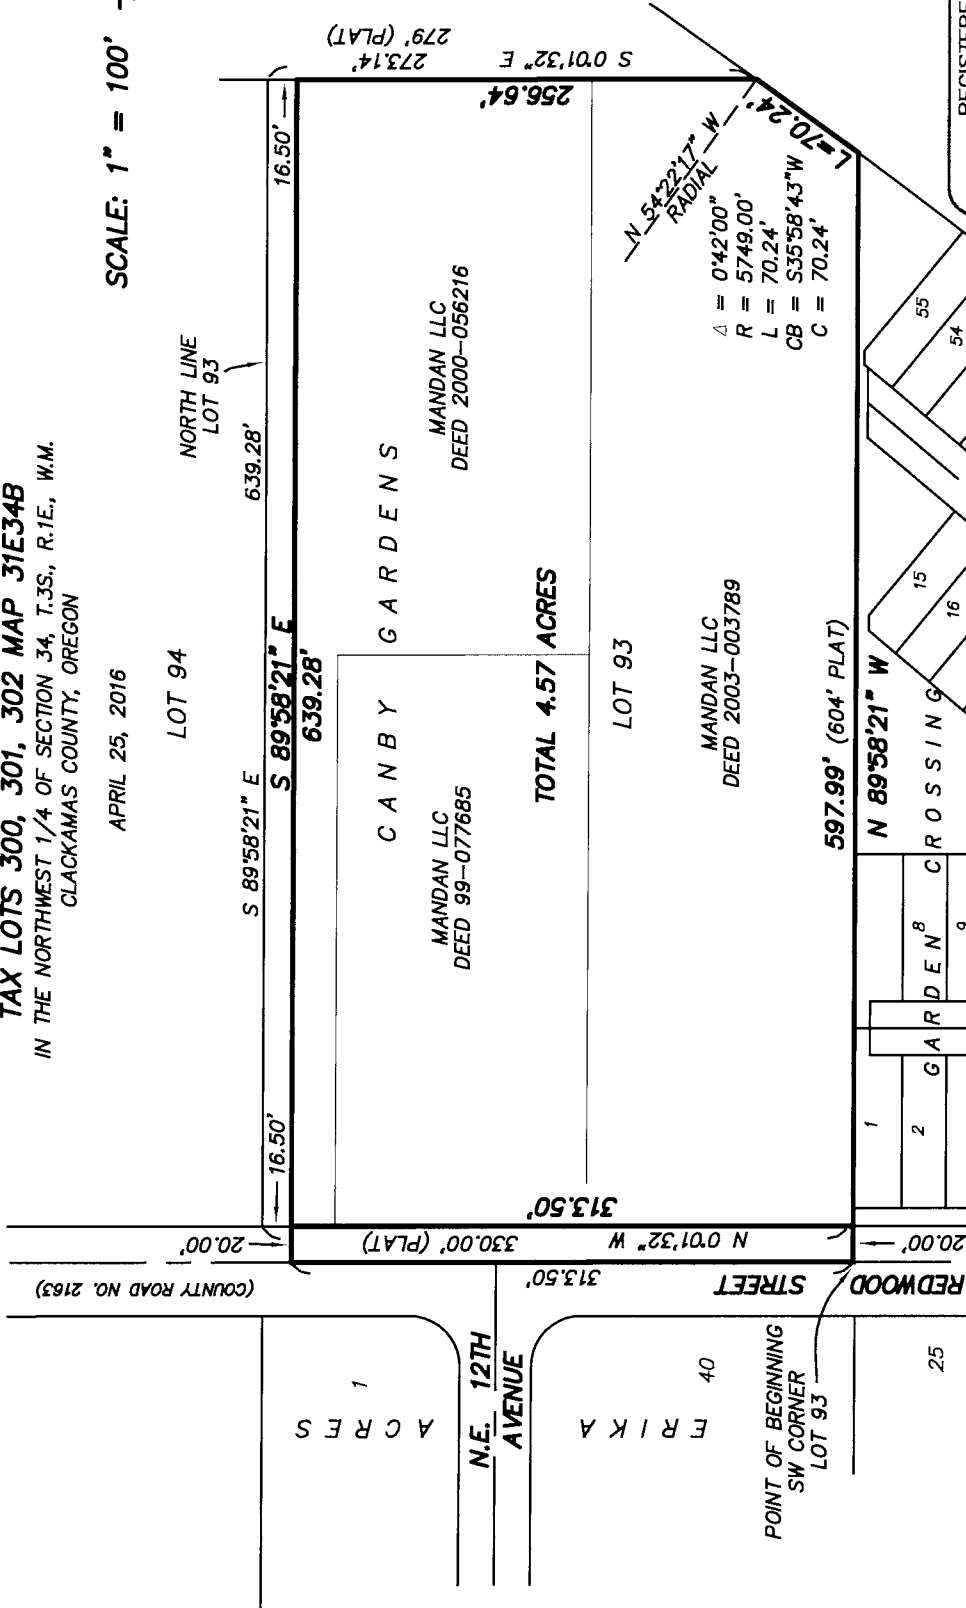 TAX LOTS 300, 301, 302 MAP 31E34B
IN THE NORTHWEST 1/4 OF SECTION 34, T.3S., R.1E., W.M.
CLACKAMAS COUNTY, OREGON
APRIL 25, 2016
SCALE: 1" = 100'
LOT 94
NORTH LINE
LOT 93
S 89°58'21" E
639.28'
16.50'
16.50'
S 89°58'21" E
639.28'
20.00'
(COUNTY ROAD NO. 2163)
330.00' (PLAT)
N 0°01'32" W
313.50'
313.50'
REDWOOD STREET
20.00'
279' (PLAT)
273.14'
S 0°01'32" E
256.64'
CANBY GARDENS
MANDAN LLC
DEED 99-077685
MANDAN LLC
DEED 2000-056216
TOTAL 4.57 ACRES
LOT 93
MANDAN LLC
DEED 2003-003789
N 54°22'17" W
RADIAL
L=70.24'
Δ = 0°42'00"
R = 5749.00'
L = 70.24'
CB = S35°58'43"W
C = 70.24'
597.99' (604' PLAT)
N 89°58'21" W
ERIKA ACRES
1
40
25
N.E. 12TH
AVENUE
POINT OF BEGINNING
SW CORNER
LOT 93
GARDEN CROSSING
1
2
8
9
15
16
55
54